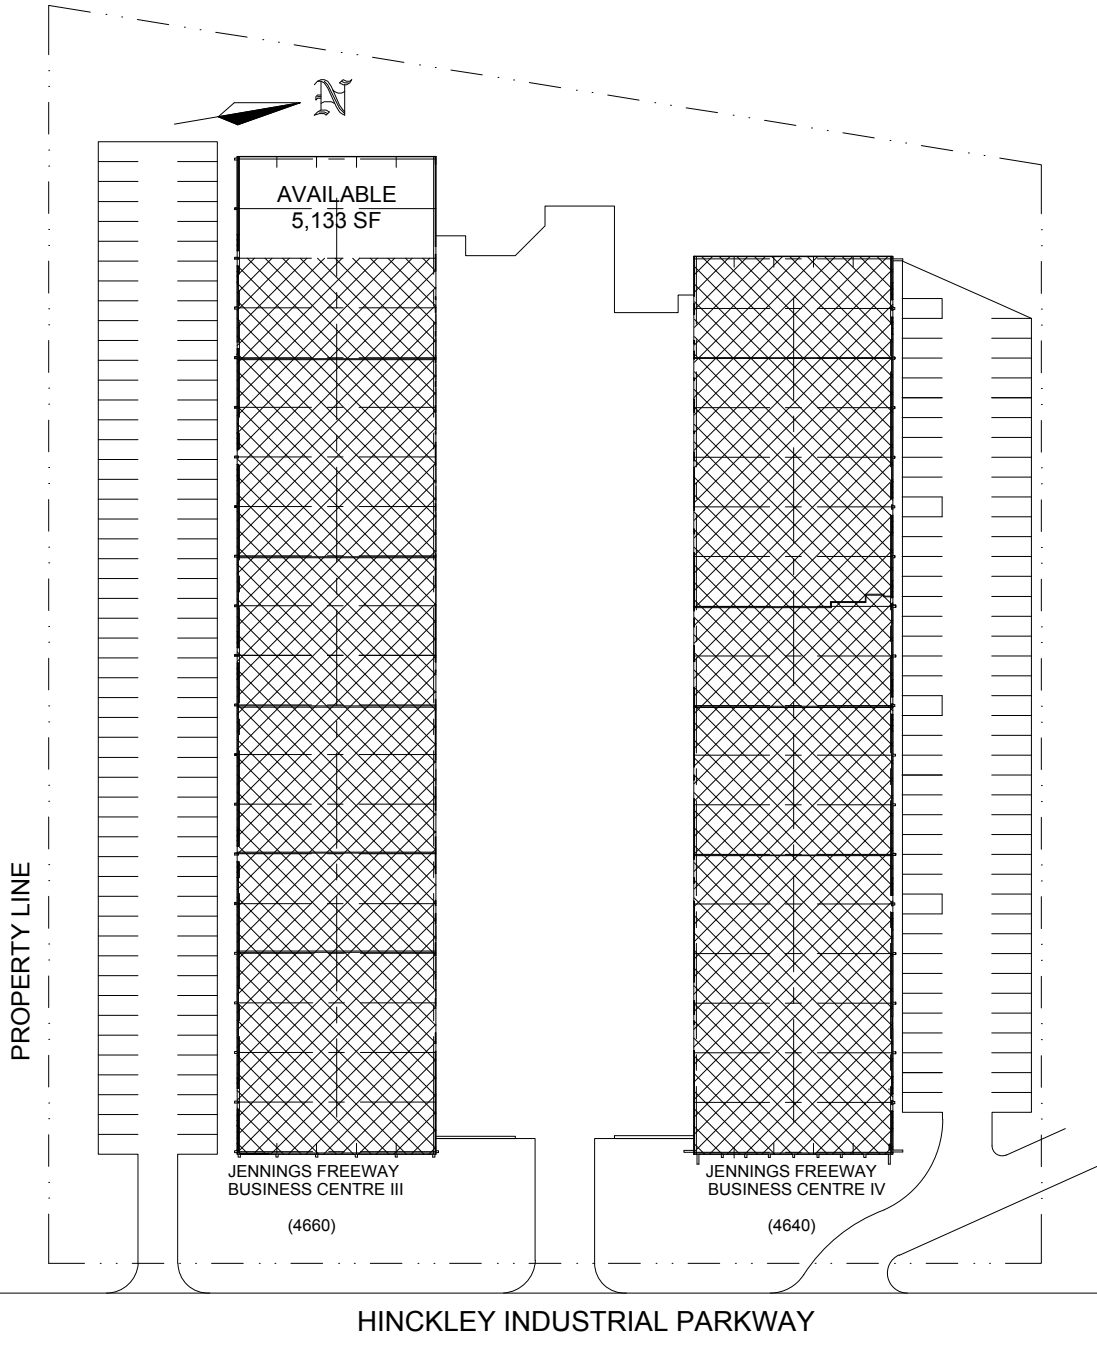 N
AVAILABLE
5,133 SF
PROPERTY LINE
JENNINGS FREEWAY
BUSINESS CENTRE III
(4660)
JENNINGS FREEWAY
BUSINESS CENTRE IV
(4640)
HINCKLEY INDUSTRIAL PARKWAY